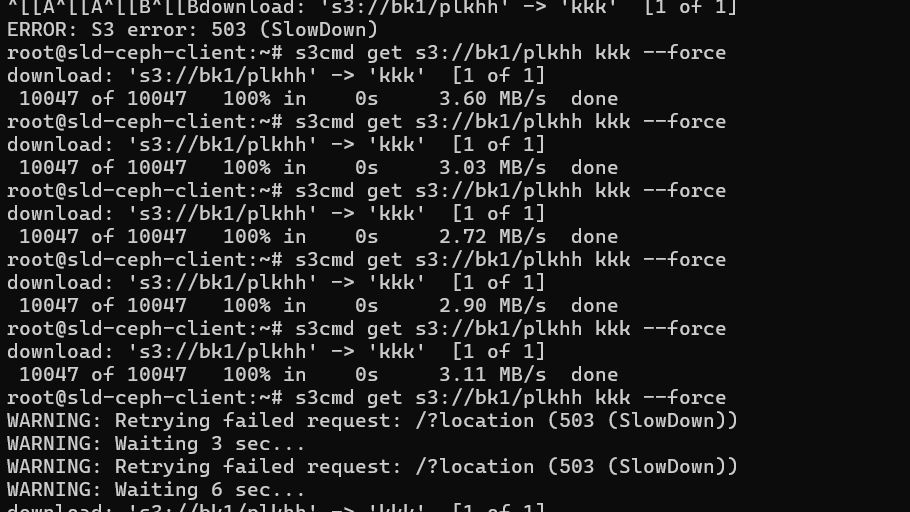 ^[[A^[[A^[[B^[[Bdownload: 's3://bk1/plkhh' -> 'kkk'  [1 of 1]
ERROR: S3 error: 503 (SlowDown)
root@sld-ceph-client:~# s3cmd get s3://bk1/plkhh kkk --force
download: 's3://bk1/plkhh' -> 'kkk'  [1 of 1]
 10047 of 10047   100% in    0s     3.60 MB/s  done
root@sld-ceph-client:~# s3cmd get s3://bk1/plkhh kkk --force
download: 's3://bk1/plkhh' -> 'kkk'  [1 of 1]
 10047 of 10047   100% in    0s     3.03 MB/s  done
root@sld-ceph-client:~# s3cmd get s3://bk1/plkhh kkk --force
download: 's3://bk1/plkhh' -> 'kkk'  [1 of 1]
 10047 of 10047   100% in    0s     2.72 MB/s  done
root@sld-ceph-client:~# s3cmd get s3://bk1/plkhh kkk --force
download: 's3://bk1/plkhh' -> 'kkk'  [1 of 1]
 10047 of 10047   100% in    0s     2.90 MB/s  done
root@sld-ceph-client:~# s3cmd get s3://bk1/plkhh kkk --force
download: 's3://bk1/plkhh' -> 'kkk'  [1 of 1]
 10047 of 10047   100% in    0s     3.11 MB/s  done
root@sld-ceph-client:~# s3cmd get s3://bk1/plkhh kkk --force
WARNING: Retrying failed request: /?location (503 (SlowDown))
WARNING: Waiting 3 sec...
WARNING: Retrying failed request: /?location (503 (SlowDown))
WARNING: Waiting 6 sec...
download: 's3://bk1/plkhh' -> 'kkk'  [1 of 1]